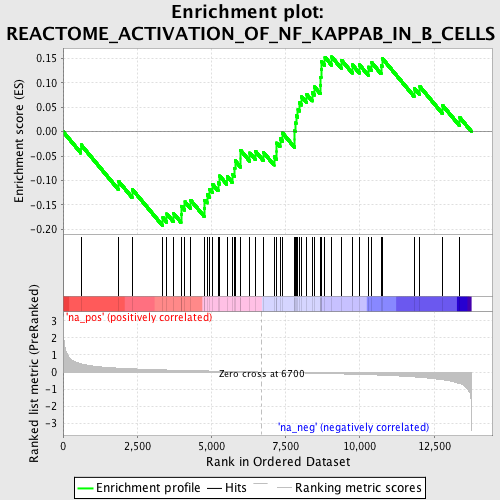 Enrichment plot:
REACTOME_ACTIVATION_OF_NF_KAPPAB_IN_B_CELLS
Enrichment score (ES)
0.15
0.10
0.05
0.00
-0.05
-0.10
-0.15
-0.20
'na_pos' (positively correlated)
Ranked list metric (PreRanked)
3
2
1
0
-1
-2
-3
Zero cross at 6700
'na_neg' (negatively correlated)
0
2,500
5,000
7,500
10,000
12,500
Rank in Ordered Dataset
Enrichment profile
Hits
Ranking metric scores